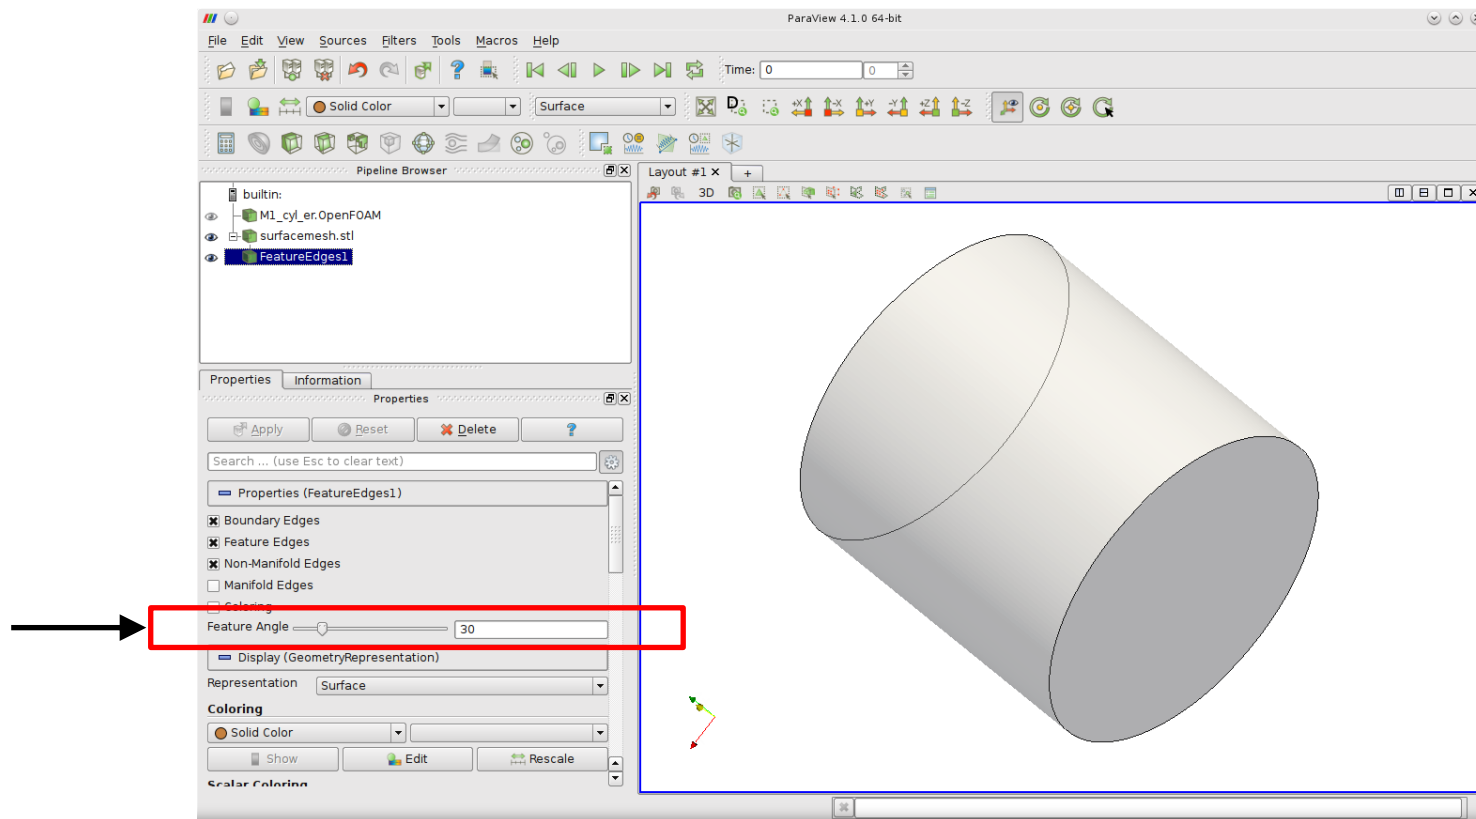 ParaView 4.1.0 64-bit
File Edit View Sources Filters Tools Macros Help
Time: 0 0
Solid Color Surface
D +X -X +Y -Y +Z -Z
Pipeline Browser
Layout #1 × +
3D
builtin:
M1_cyl_er.OpenFOAM
surfacemesh.stl
FeatureEdges1
Properties Information
Properties
Apply Reset Delete ?
Search ... (use Esc to clear text)
Properties (FeatureEdges1)
Boundary Edges
Feature Edges
Non-Manifold Edges
Manifold Edges
Coloring
Feature Angle 30
Display (GeometryRepresentation)
Representation Surface
Coloring
Solid Color
Show Edit Rescale
Scalar Coloring